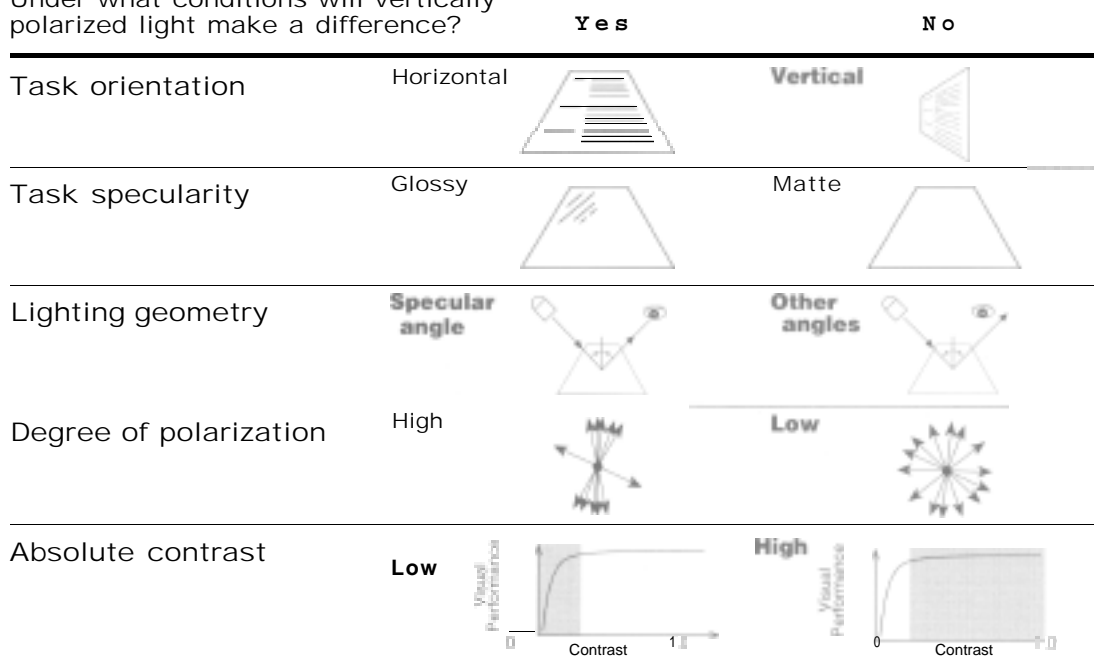 Under what conditions will vertically
polarized light make a difference?
Yes
No
Task orientation
Horizontal
Vertical
Task specularity
Glossy
Matte
Lighting geometry
Specular
angle
Other
angles
Degree of polarization
High
Low
Absolute contrast
Low
Visual
Performance
0
1.0
Contrast
High
Visual
Performance
0
1.0
Contrast